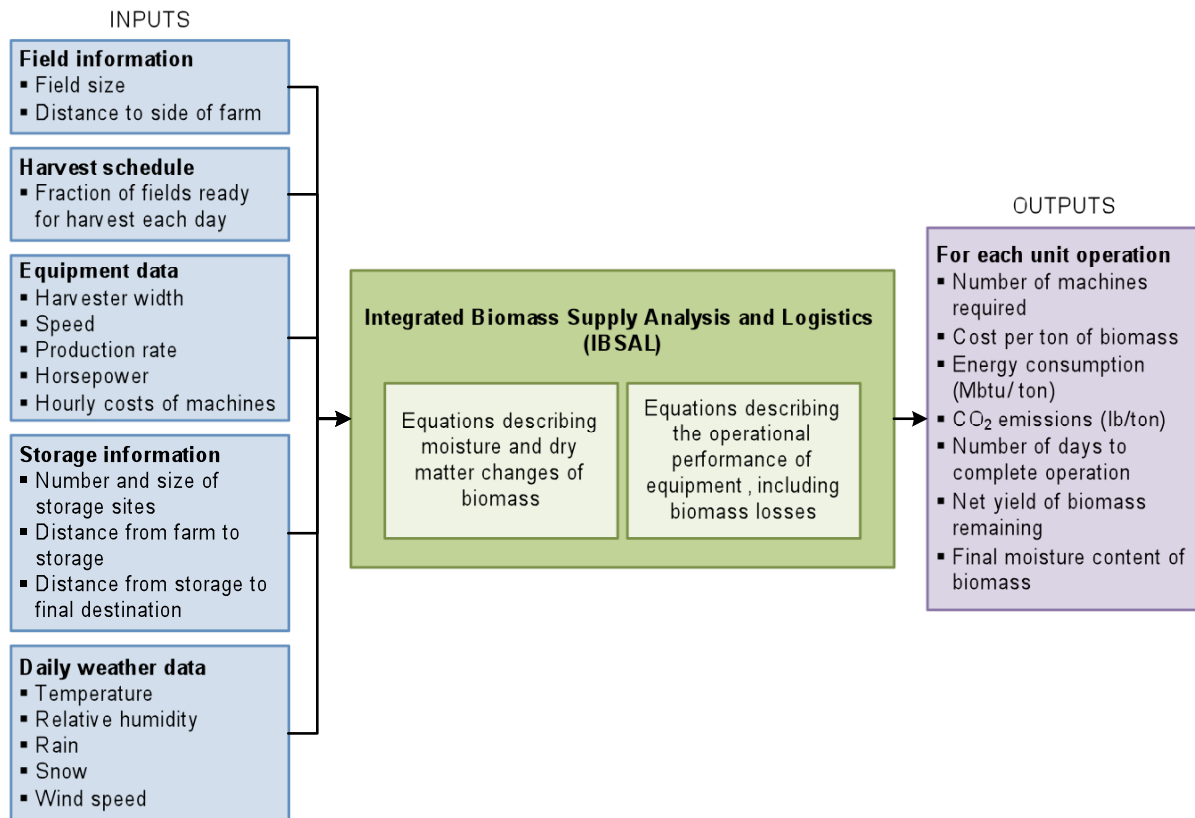 INPUTS
Field information
▪ Field size
▪ Distance to side of farm
Harvest schedule
▪ Fraction of fields ready
for harvest each day
Equipment data
▪ Harvester width
▪ Speed
▪ Production rate
▪ Horsepower
▪ Hourly costs of machines
Storage information
▪ Number and size of
storage sites
▪ Distance from farm to
storage
▪ Distance from storage to
final destination
Daily weather data
▪ Temperature
▪ Relative humidity
▪ Rain
▪ Snow
▪ Wind speed
Integrated Biomass Supply Analysis and Logistics
(IBSAL)
Equations describing
moisture and dry
matter changes of
biomass
Equations describing
the operational
performance of
equipment , including
biomass losses
OUTPUTS
For each unit operation
▪ Number of machines
required
▪ Cost per ton of biomass
▪ Energy consumption
(Mbtu/ ton)
▪ CO₂ emissions (lb/ton)
▪ Number of days to
complete operation
▪ Net yield of biomass
remaining
▪ Final moisture content of
biomass